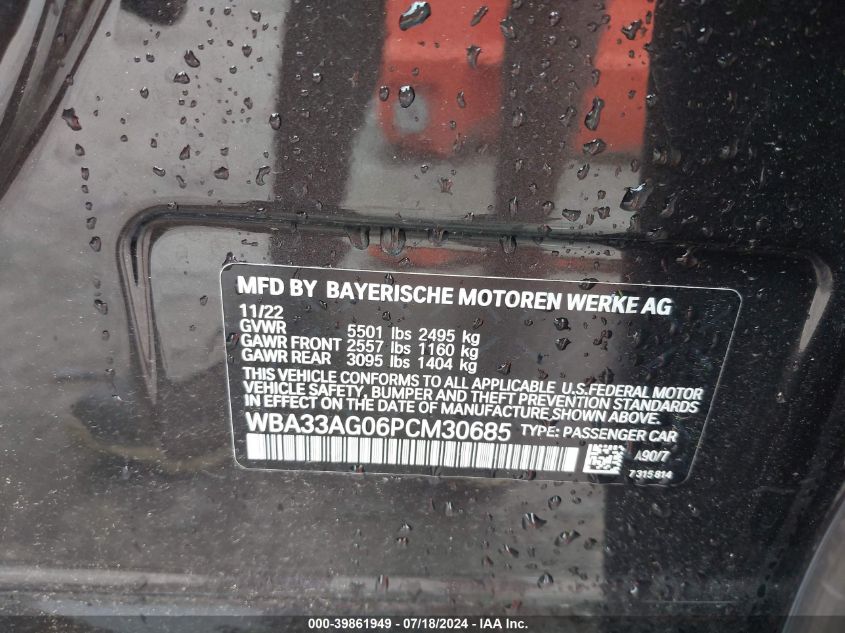 MFD BY BAYERISCHE MOTOREN WERKE AG
11/22
GVWR 5501 lbs 2495 kg
GAWR FRONT 2557 lbs 1160 kg
GAWR REAR 3095 lbs 1404 kg
THIS VEHICLE CONFORMS TO ALL APPLICABLE U.S.FEDERAL MOTOR
VEHICLE SAFETY, BUMPER AND THEFT PREVENTION STANDARDS
IN EFFECT ON THE DATE OF MANUFACTURE,SHOWN ABOVE.
WBA33AG06PCM30685 TYPE: PASSENGER CAR
A90/7
7 315 814
000-39861949 / 07/18/2024 - IAA Inc.